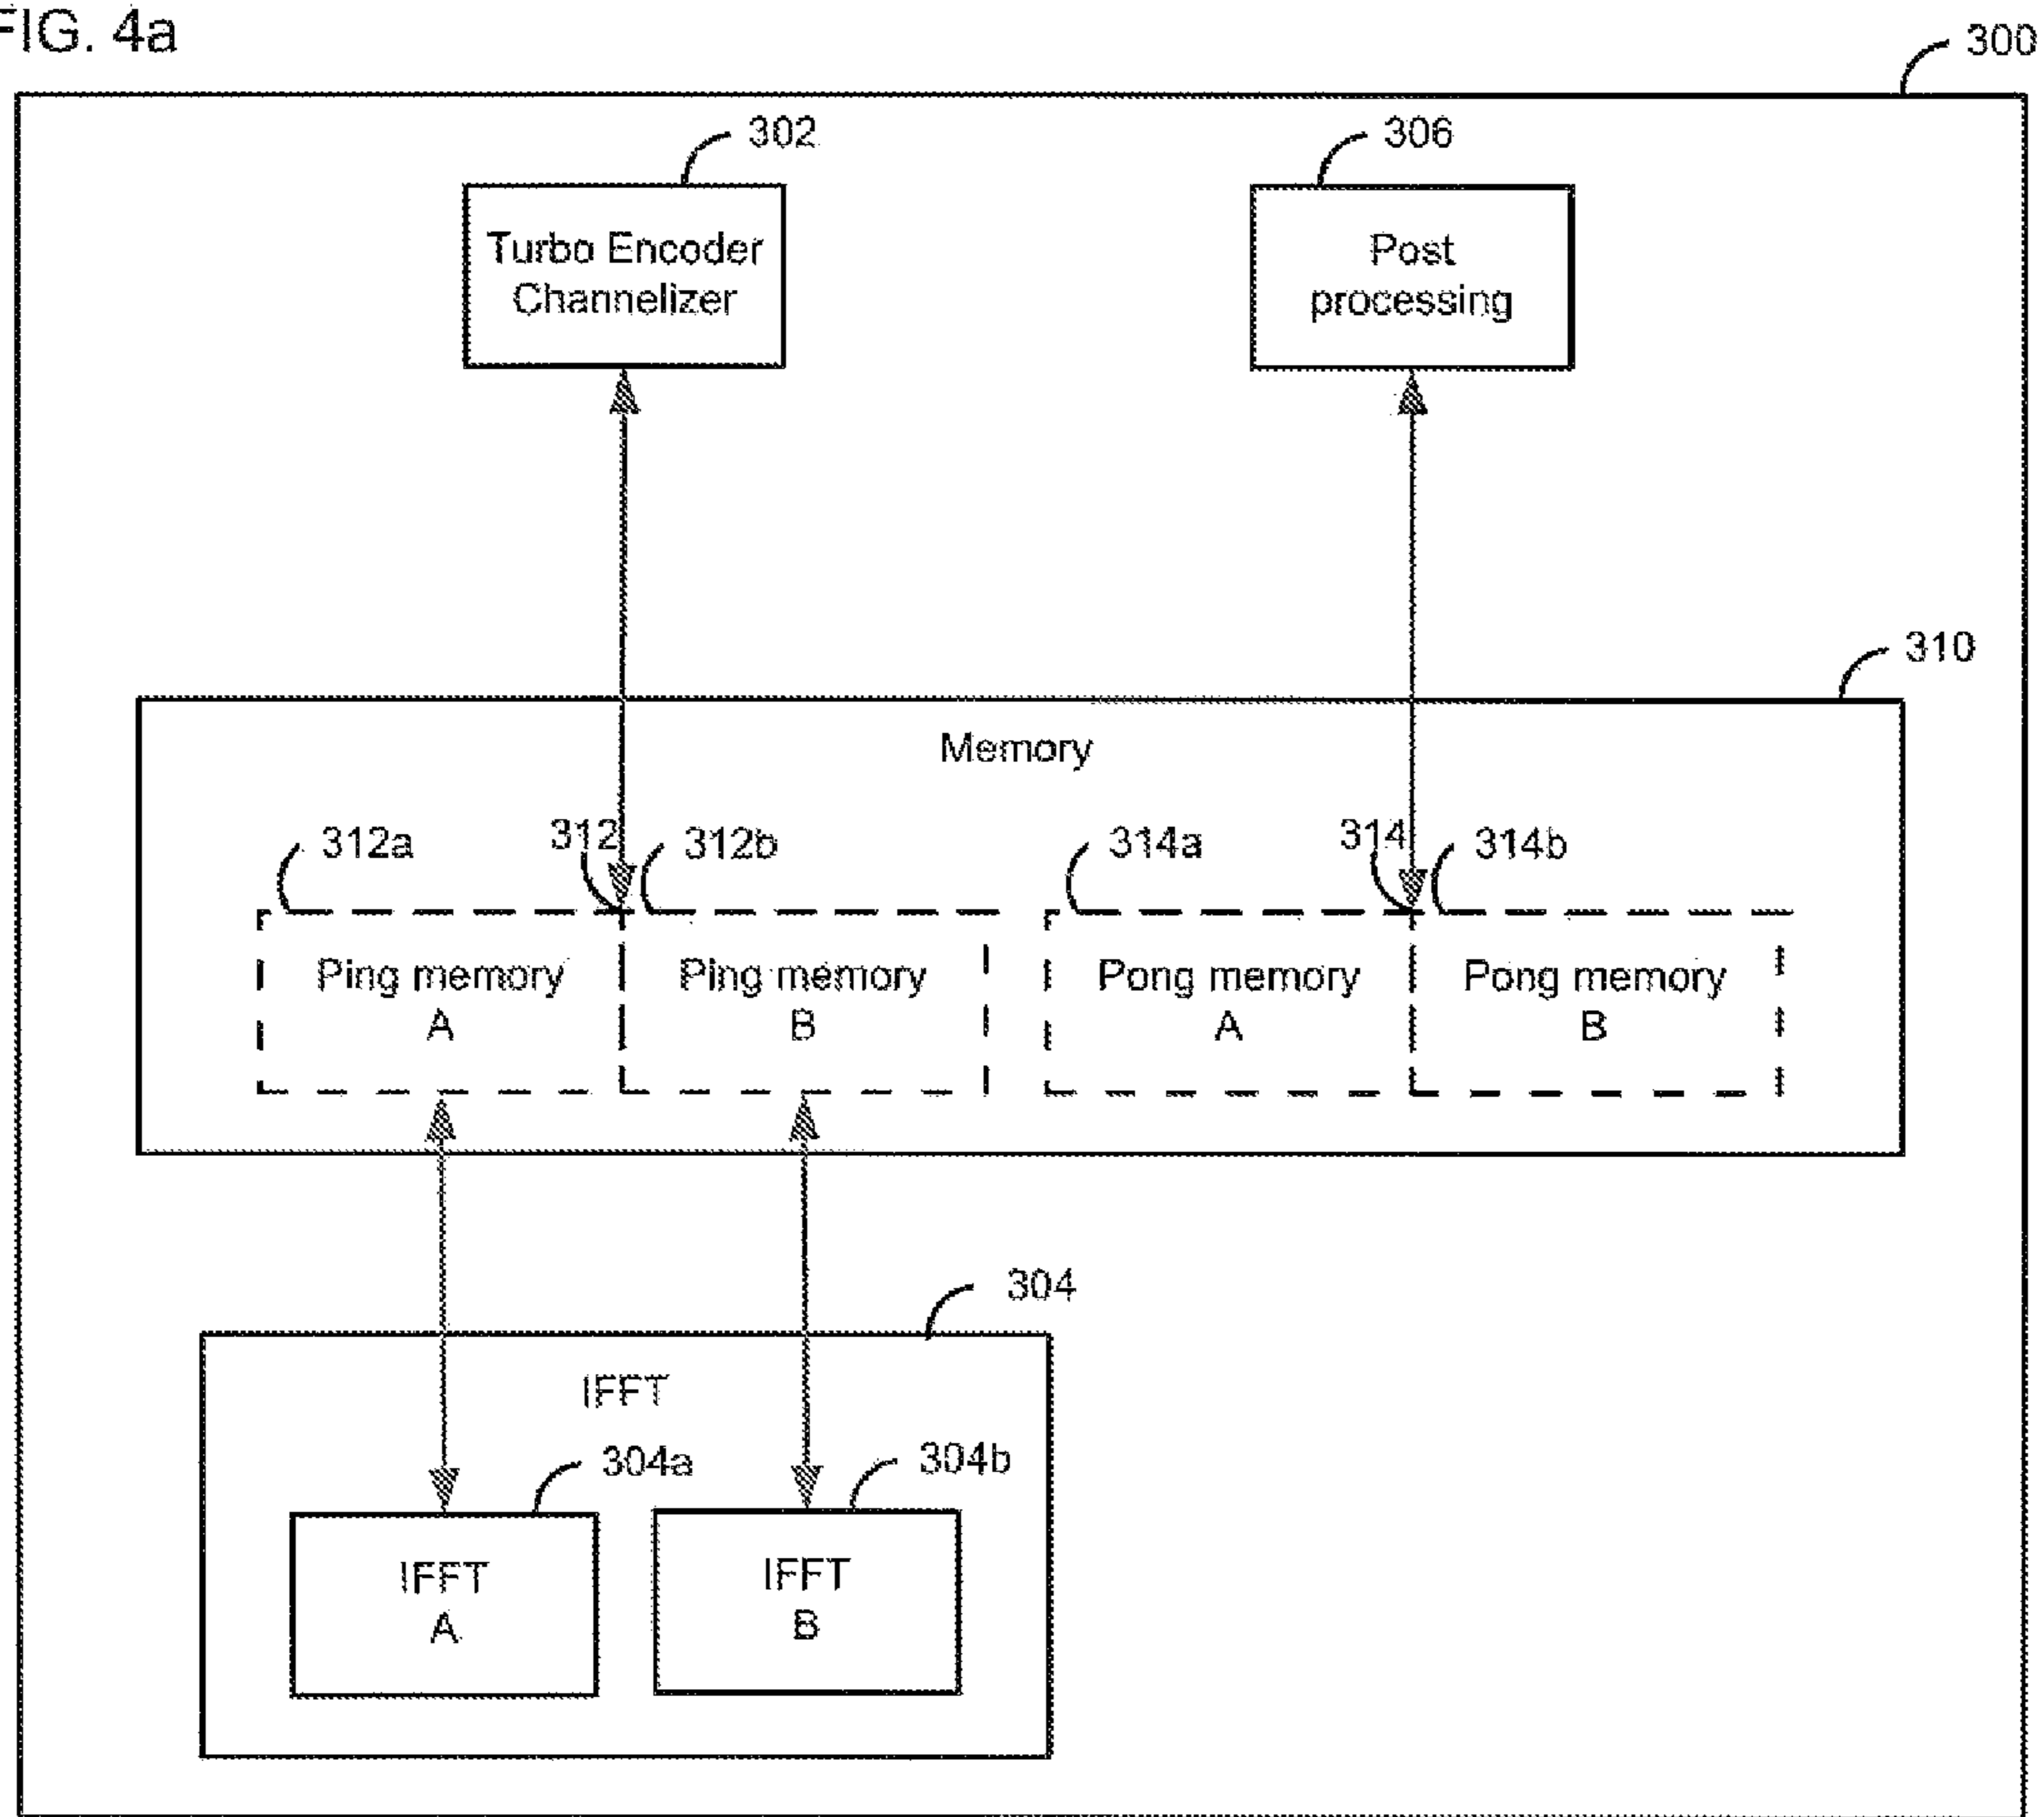 FIG. 4a
300
302
306
Turbo Encoder
Channelizer
Post
processing
310
Memory
312a
312
312b
314a
314
314b
Ping memory
A
Ping memory
B
Pong memory
A
Pong memory
B
304
IFFT
304a
304b
IFFT
A
IFFT
B